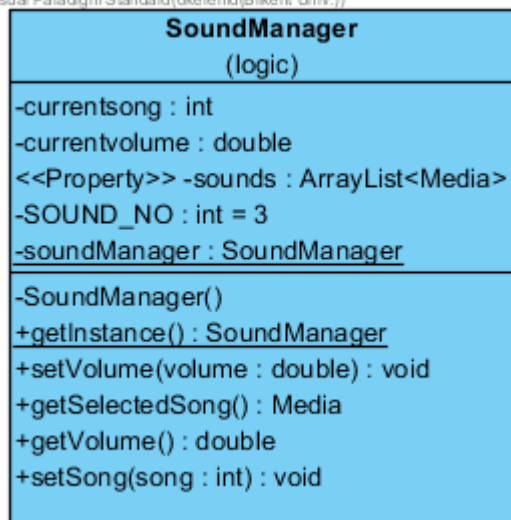 SoundManager
(logic)
-currentsong : int
-currentvolume : double
<<Property>> -sounds : ArrayList<Media>
-SOUND_NO : int = 3
-soundManager : SoundManager
-SoundManager()
+getInstance() : SoundManager
+setVolume(volume : double) : void
+getSelectedSong() : Media
+getVolume() : double
+setSong(song : int) : void